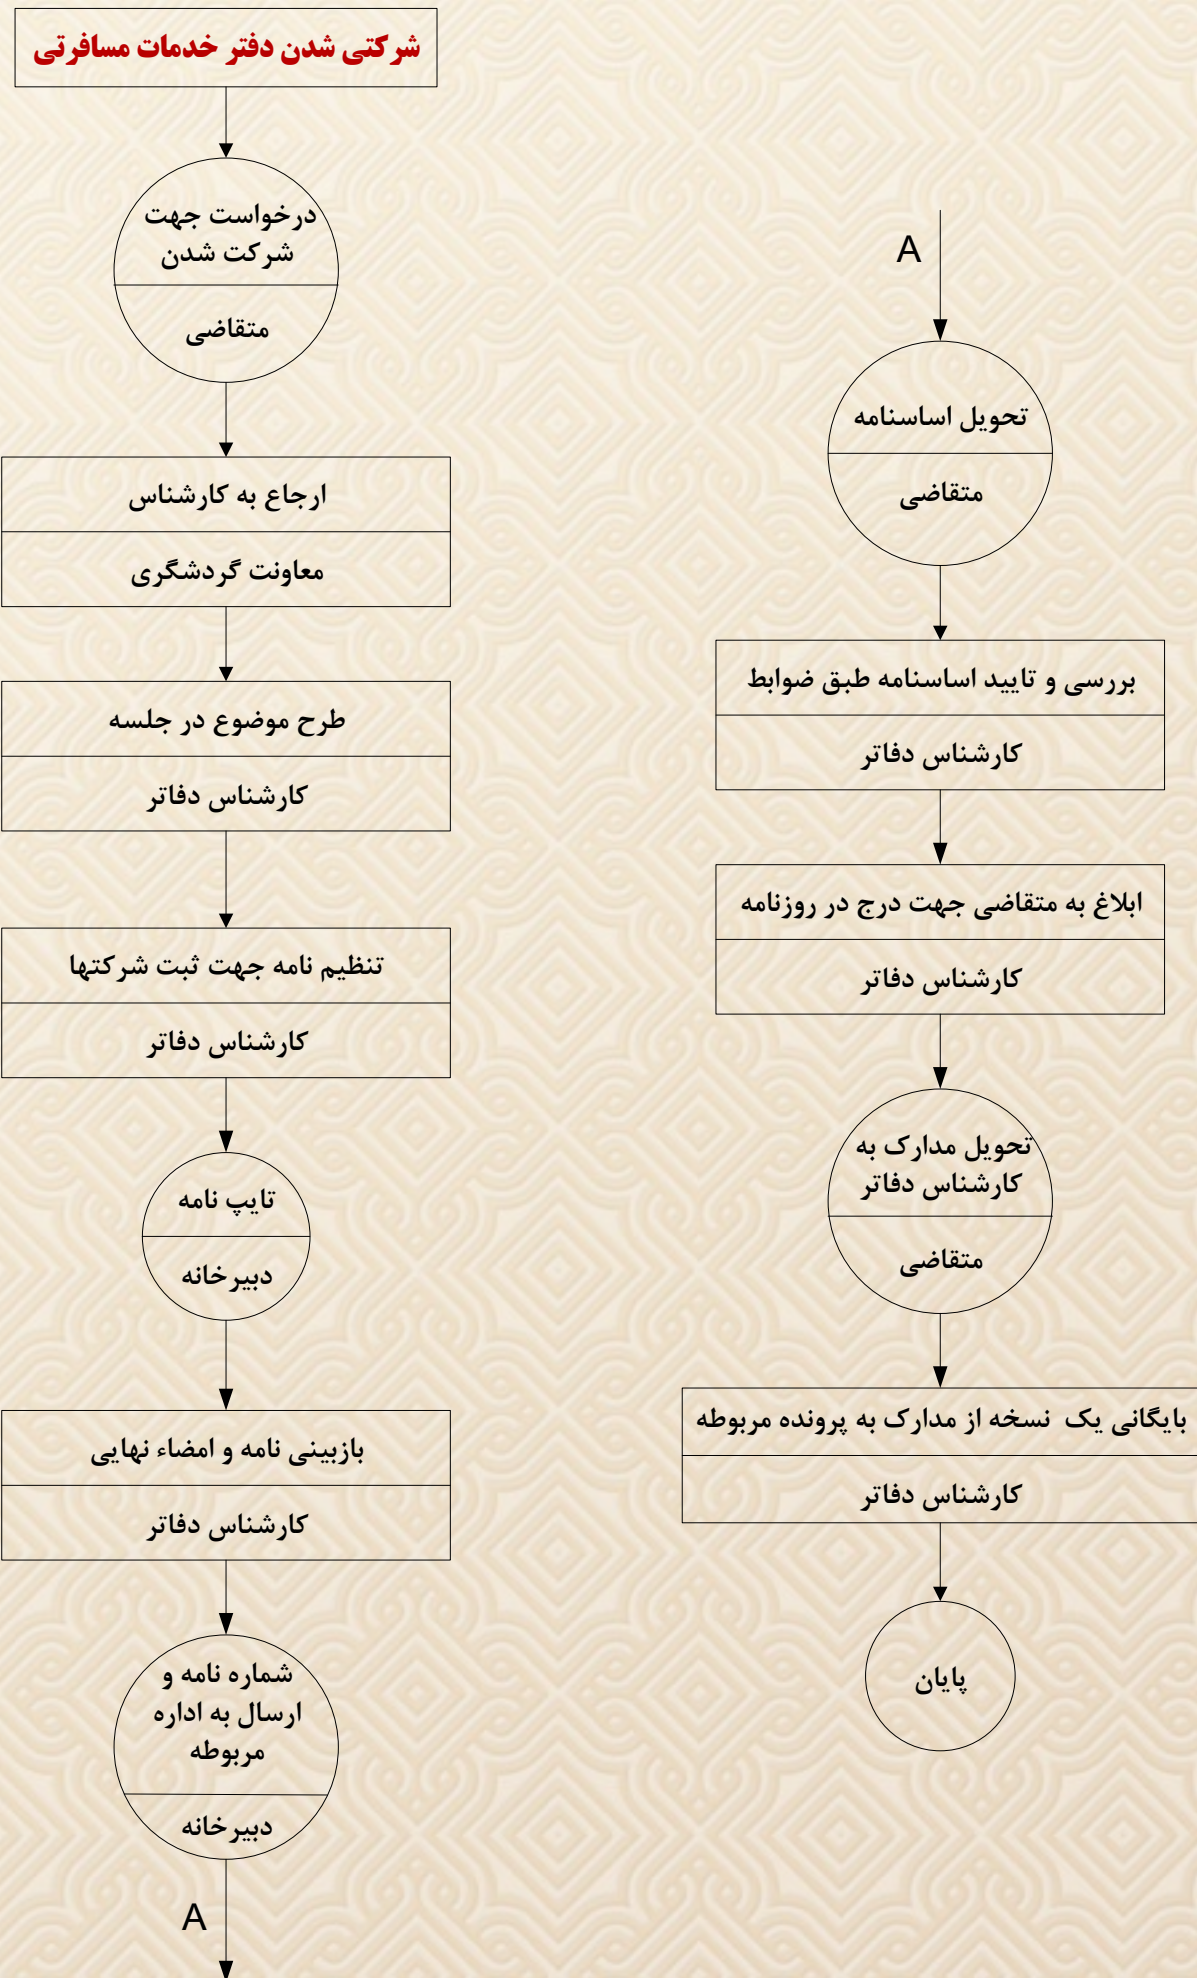 شرکتی شدن دفتر خدمات مسافرتی
درخواست جهت
شرکت شدن
متقاضی
ارجاع به کارشناس
معاونت گردشگری
طرح موضوع در جلسه
کارشناس دفاتر
تنظیم نامه جهت ثبت شرکتها
کارشناس دفاتر
تایپ نامه
دبیرخانه
بازبینی نامه و امضاء نهایی
کارشناس دفاتر
شماره نامه و
ارسال به اداره
مربوطه
دبیرخانه
A
A
تحویل اساسنامه
متقاضی
بررسی و تایید اساسنامه طبق ضوابط
کارشناس دفاتر
ابلاغ به متقاضی جهت درج در روزنامه
کارشناس دفاتر
تحویل مدارک به
کارشناس دفاتر
متقاضی
بایگانی یک نسخه از مدارک به پرونده مربوطه
کارشناس دفاتر
پایان